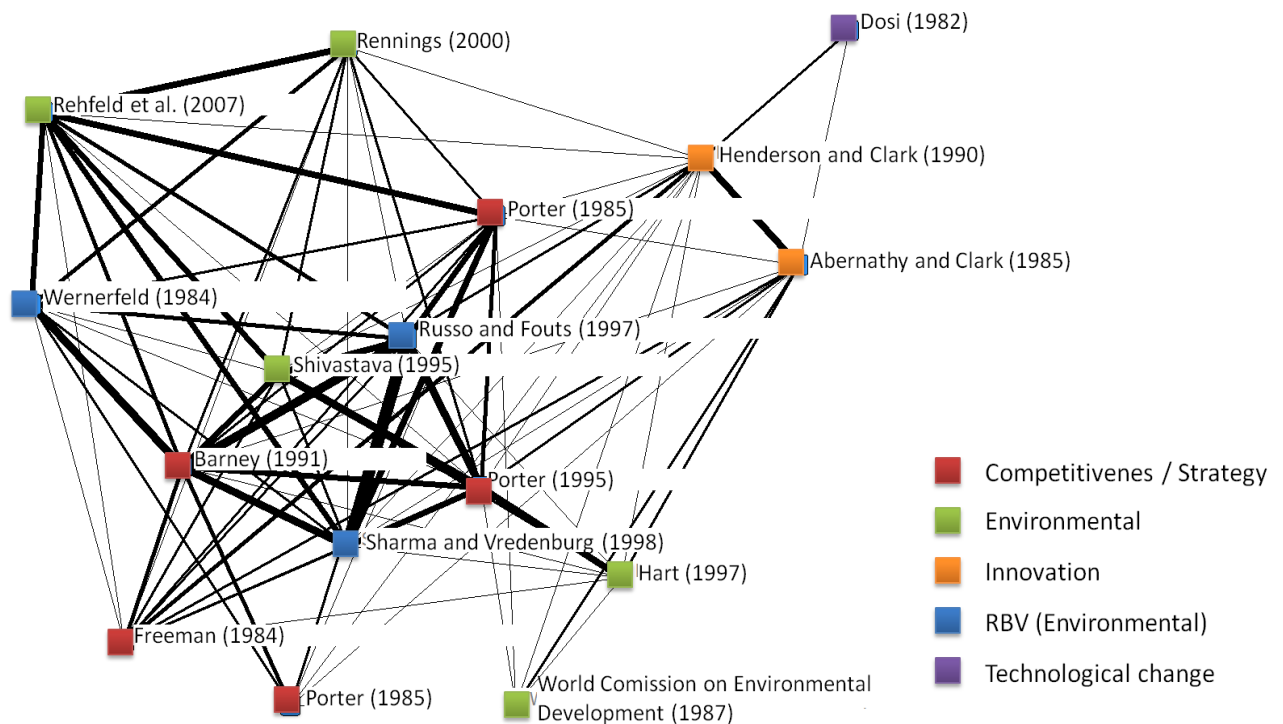 Dosi (1982)
Rennings (2000)
Rehfeld et al. (2007)
Henderson and Clark (1990)
Porter (1985)
Abernathy and Clark (1985)
Wernerfeld (1984)
Russo and Fouts (1997)
Shivastava (1995)
Barney (1991)
Porter (1995)
Sharma and Vredenburg (1998)
Hart (1997)
Freeman (1984)
Porter (1985)
World Comission on Environmental
Development (1987)
Competitivenes / Strategy
Environmental
Innovation
RBV (Environmental)
Technological change